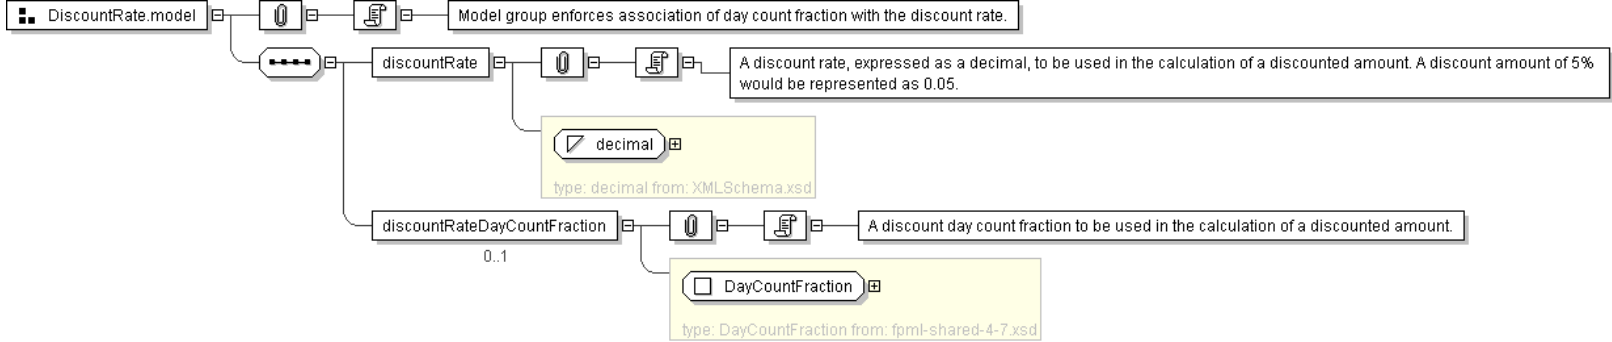 DiscountRate.model
Model group enforces association of day count fraction with the discount rate.
discountRate
A discount rate, expressed as a decimal, to be used in the calculation of a discounted amount. A discount amount of 5%
would be represented as 0.05.
decimal
type: decimal from: XMLSchema.xsd
discountRateDayCountFraction
A discount day count fraction to be used in the calculation of a discounted amount.
0..1
DayCountFraction
type: DayCountFraction from: fpml-shared-4-7.xsd